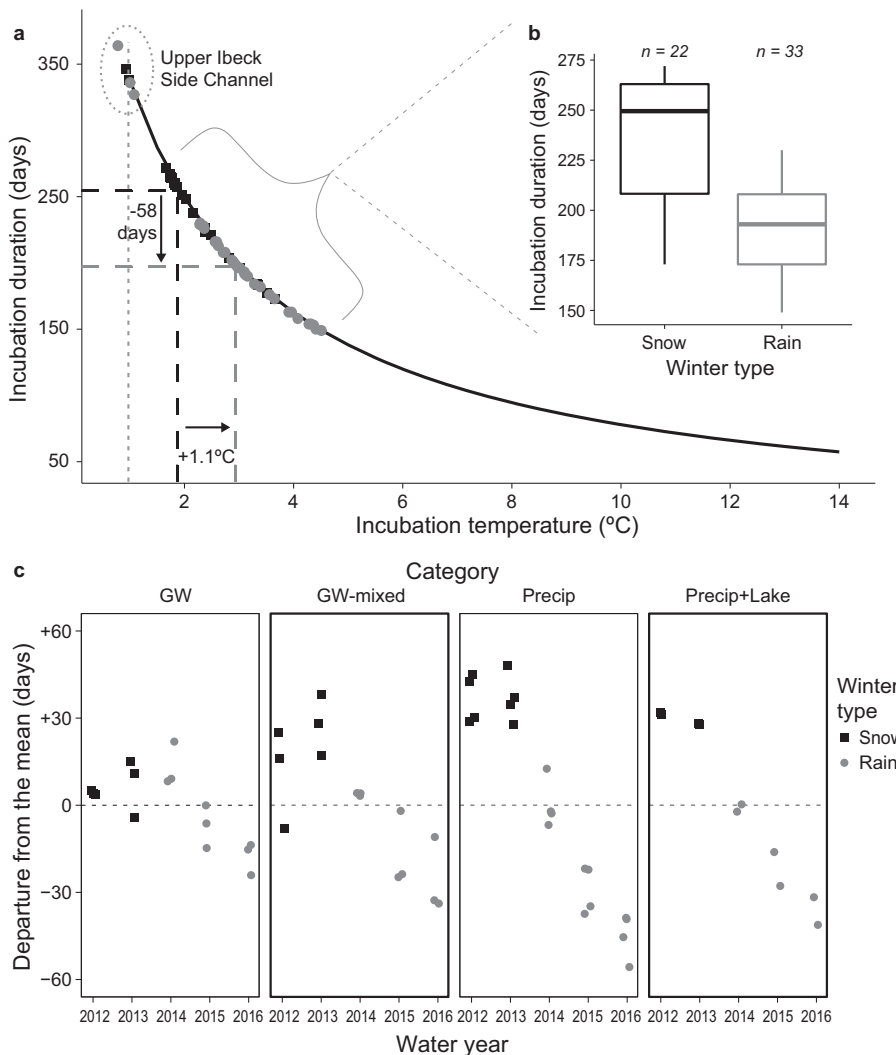 a
Upper Ibeck
Side Channel
350
250
150
50
Incubation duration (days)
-58
days
+1.1ºC
2
4
6
8
10
12
14
Incubation temperature (ºC)
b
n = 22
n = 33
275
250
225
200
175
150
Incubation duration (days)
Snow
Rain
Winter type
c
Category
GW
GW-mixed
Precip
Precip+Lake
+60
+30
0
−30
−60
Departure from the mean (days)
2012 2013 2014 2015 2016
2012 2013 2014 2015 2016
2012 2013 2014 2015 2016
2012 2013 2014 2015 2016
Water year
Winter
type
Snow
Rain